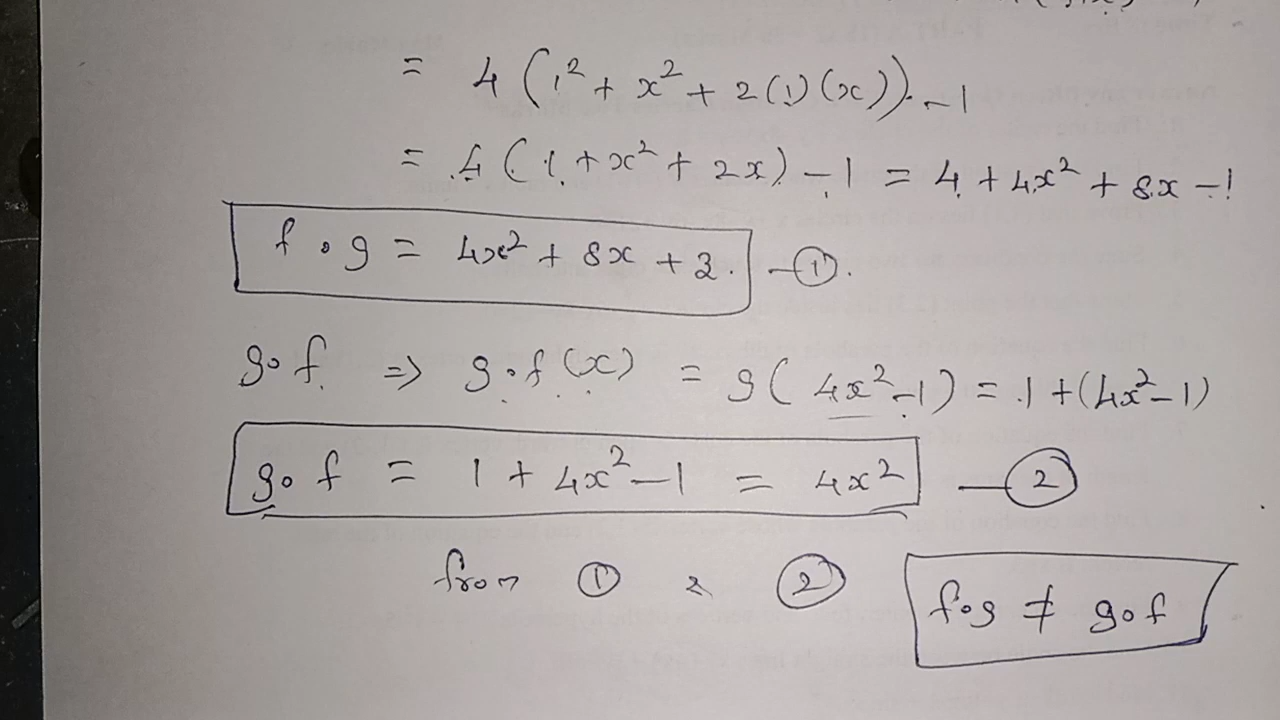 = 4 (1² + x² + 2(1)(x)) - 1
= 4 (1 + x² + 2x) - 1 = 4 + 4x² + 8x - 1
f∘g = 4x² + 8x + 3. —①.
g∘f ⇒ g∘f(x) = g(4x²-1) = 1 + (4x²-1)
g∘f = 1 + 4x² - 1 = 4x² —②
from ① & ② f∘g ≠ g∘f